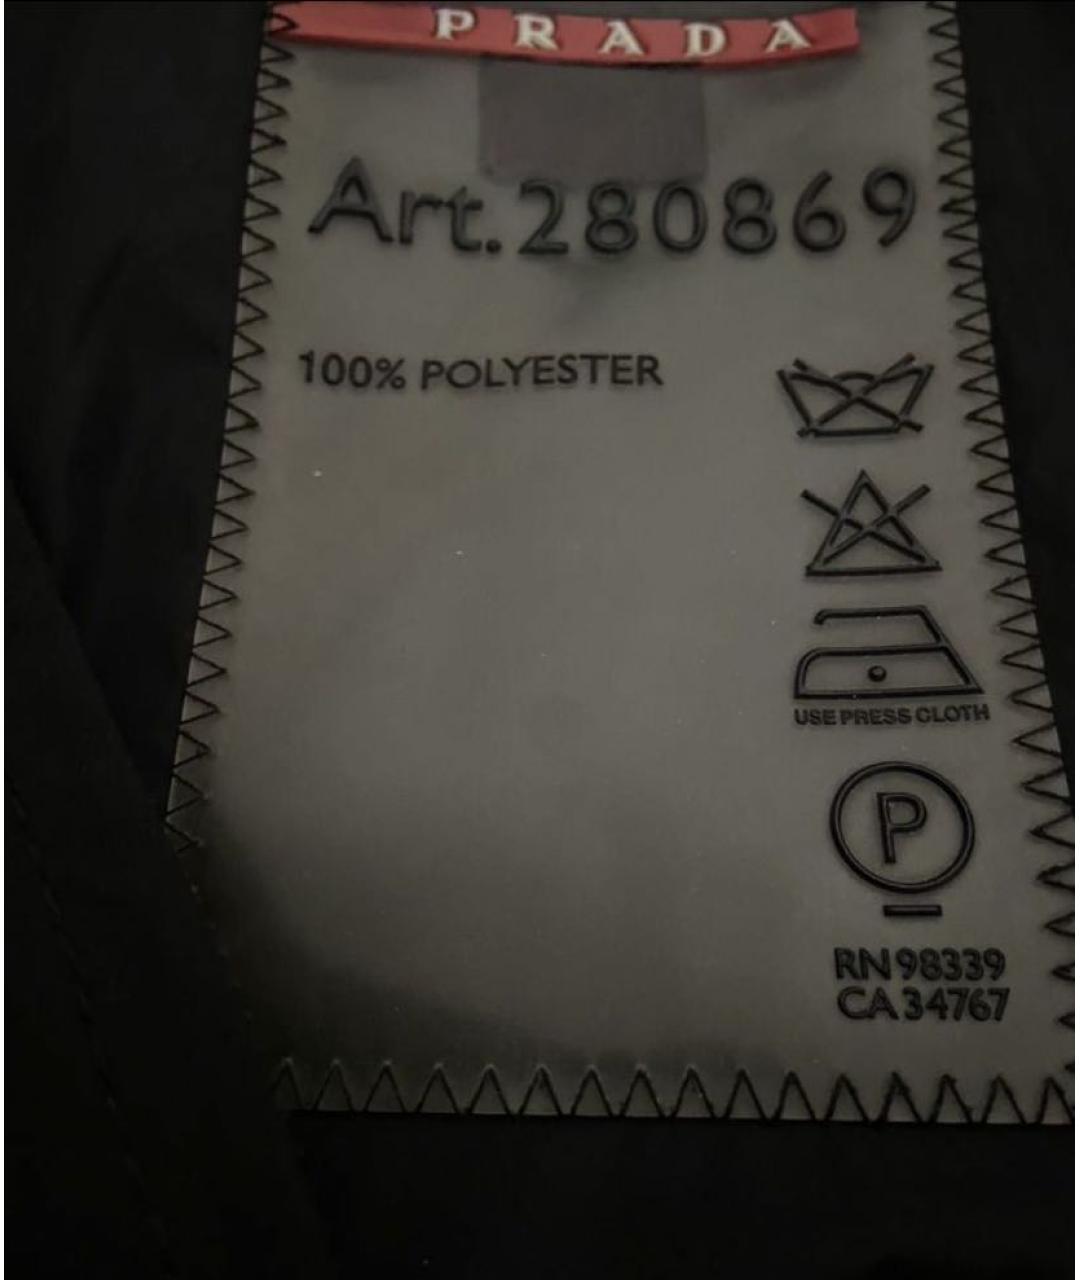 PRADA
Art.280869
100% POLYESTER
USE PRESS CLOTH
P
RN 98339
CA 34767